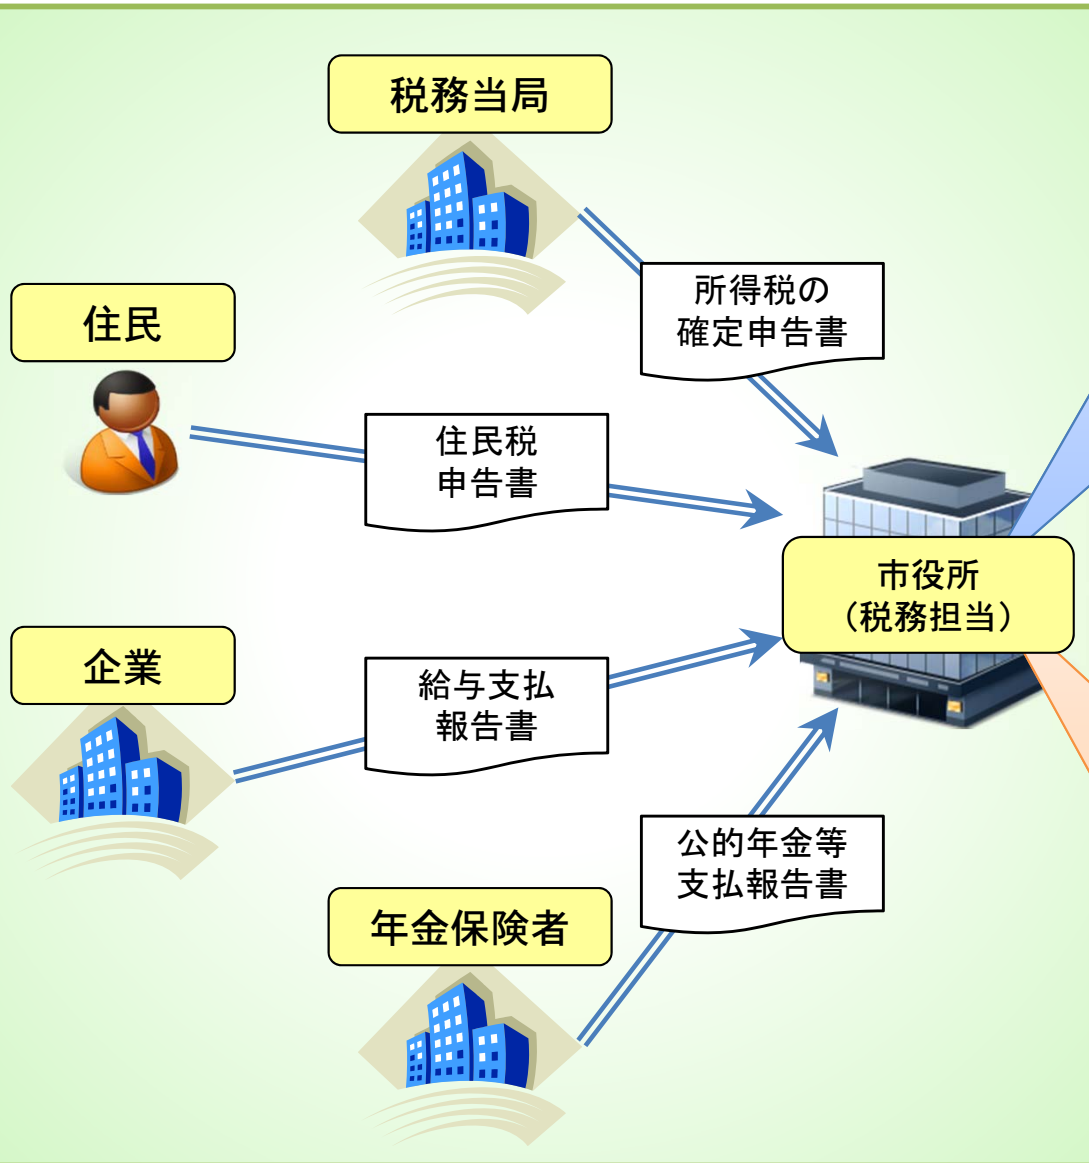 税務当局
所得税の
確定申告書
住民
住民税
申告書
市役所
（税務担当）
企業
給与支払
報告書
公的年金等
支払報告書
年金保険者